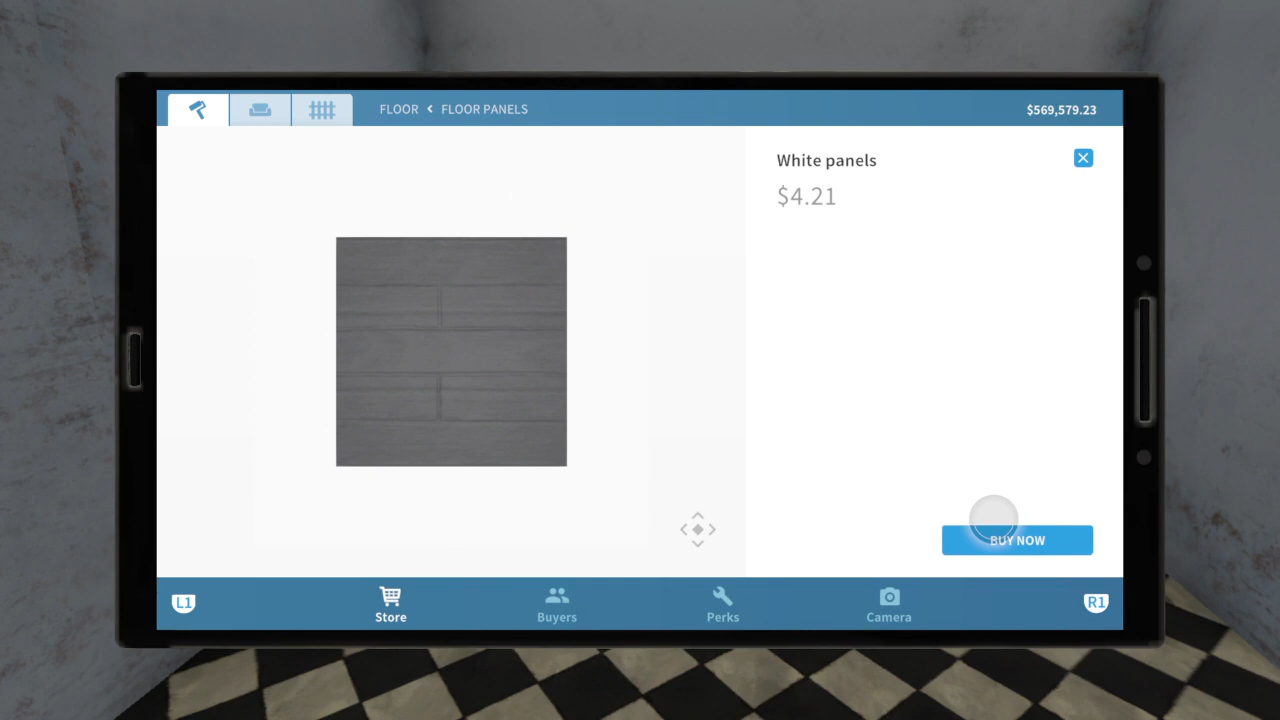 FLOOR < FLOOR PANELS
$569,579.23
White panels
$4.21
BUY NOW
L1
Store
Buyers
Perks
Camera
R1